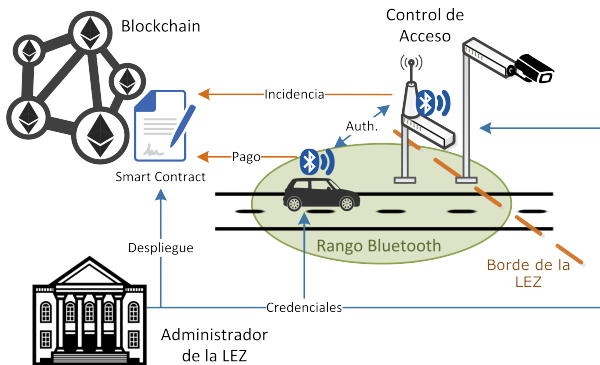 Blockchain
Control de
Acceso
Incidencia
Auth.
Pago
Smart Contract
Rango Bluetooth
Despliegue
Borde de la
LEZ
Credenciales
Administrador
de la LEZ